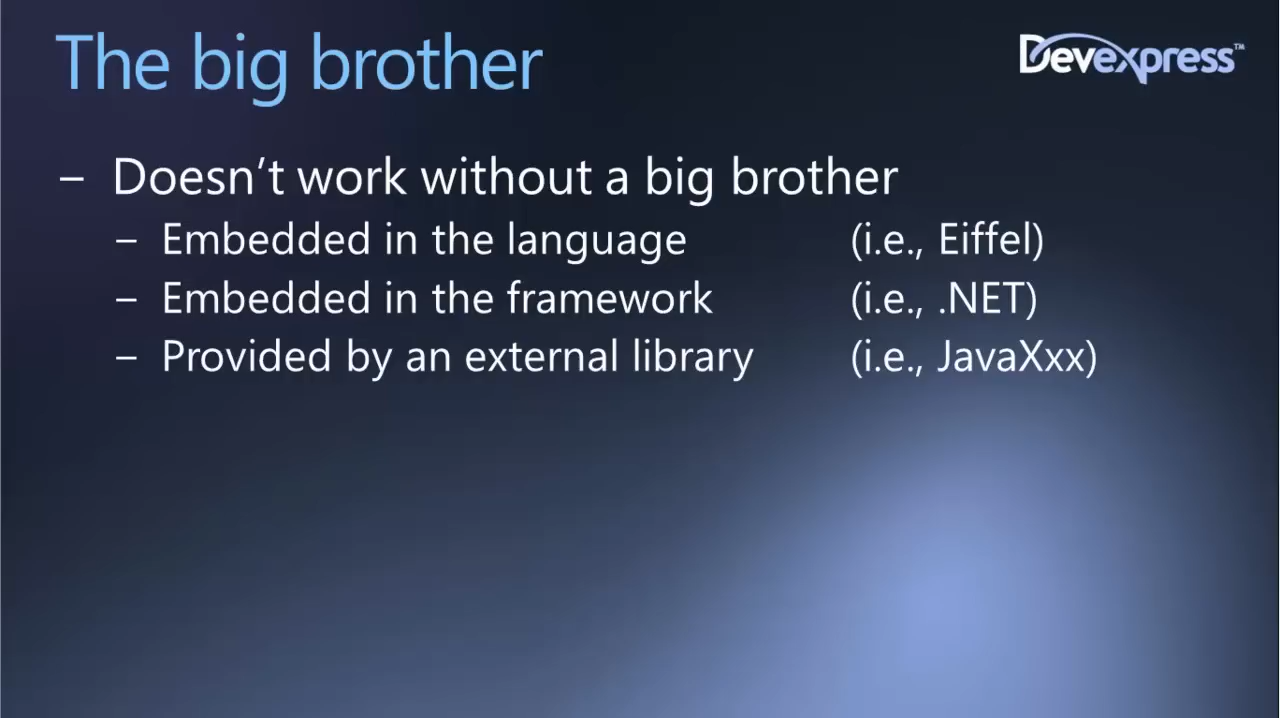 The big brother
Devexpress™
– Doesn't work without a big brother
– Embedded in the language (i.e., Eiffel)
– Embedded in the framework (i.e., .NET)
– Provided by an external library (i.e., JavaXxx)